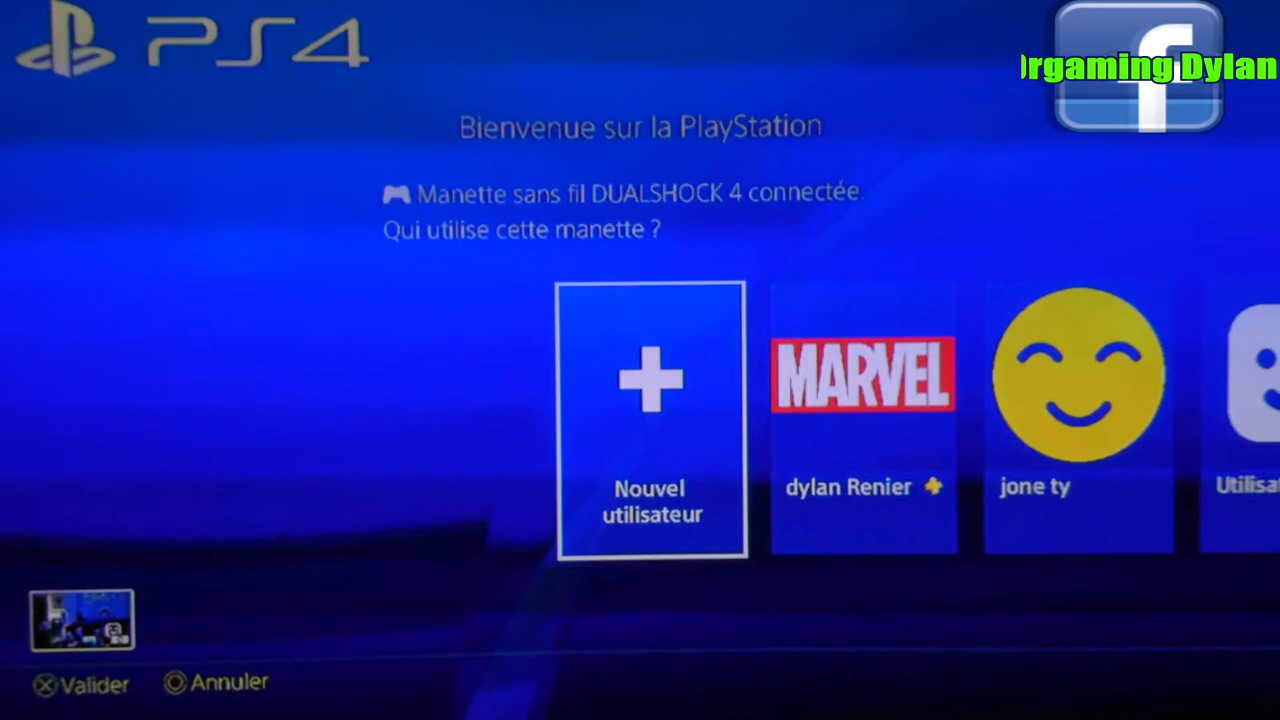 PS4
Bienvenue sur la PlayStation
Manette sans fil DUALSHOCK 4 connectée
Qui utilise cette manette ?
MARVEL
Nouvel
utilisateur
dylan Renier
jone ty
Valider
Annuler
f
Dylan